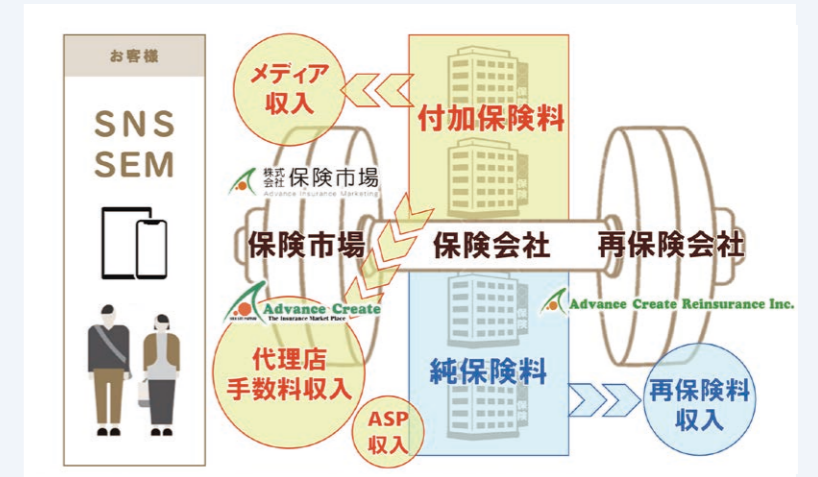 お客様
SNS
SEM
メディア
収入
付加保険料
株式
会社 保険市場
Advance Insurance Marketing
保険市場
保険会社
再保険会社
Advance Create
The Insurance Market Place
Advance Create Reinsurance Inc.
代理店
手数料収入
純保険料
再保険料
収入
ASP
収入